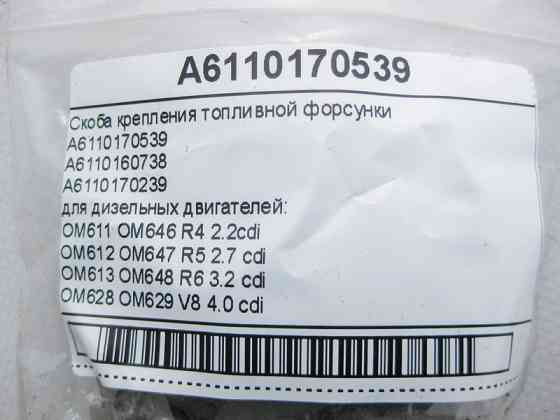 A6110170539
Скоба крепления топливной форсунки
A6110170539
A6110160738
A6110170239
для дизельных двигателей:
OM611 OM646 R4 2.2cdi
OM612 OM647 R5 2.7 cdi
OM613 OM648 R6 3.2 cdi
OM628 OM629 V8 4.0 cdi